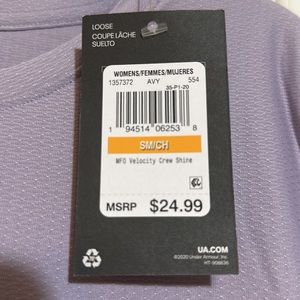 LOOSE
COUPE LÂCHE
SUELTO
WOMENS/FEMMES/MUJERES
1357372 AVY 554
35-P1-20
1 94514 06253 8
SM/CH
MFO Velocity Crew Shine
MSRP $24.99
UA.COM
©2020 Under Armour, Inc.
HT-908636